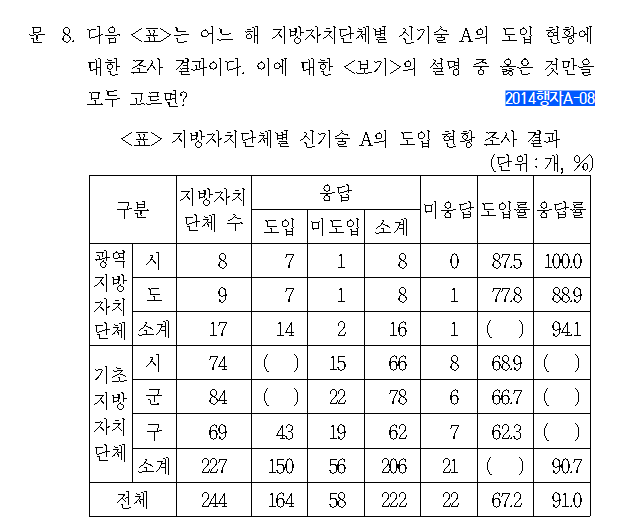 문 8. 다음 <표>는 어느 해 지방자치단체별 신기술 A의 도입 현황에
대한 조사 결과이다. 이에 대한 <보기>의 설명 중 옳은 것만을
모두 고르면?
2014행자A-08
<표> 지방자치단체별 신기술 A의 도입 현황 조사 결과
(단위 : 개, %)
구분 지방자치단체 수 응답 미응답 도입률 응답률
도입 미도입 소계
광역지방자치단체 시 8 7 1 8 0 87.5 100.0
도 9 7 1 8 1 77.8 88.9
소계 17 14 2 16 1 ( ) 94.1
기초지방자치단체 시 74 ( ) 15 66 8 68.9 ( )
군 84 ( ) 22 78 6 66.7 ( )
구 69 43 19 62 7 62.3 ( )
소계 227 150 56 206 21 ( ) 90.7
전체 244 164 58 222 22 67.2 91.0